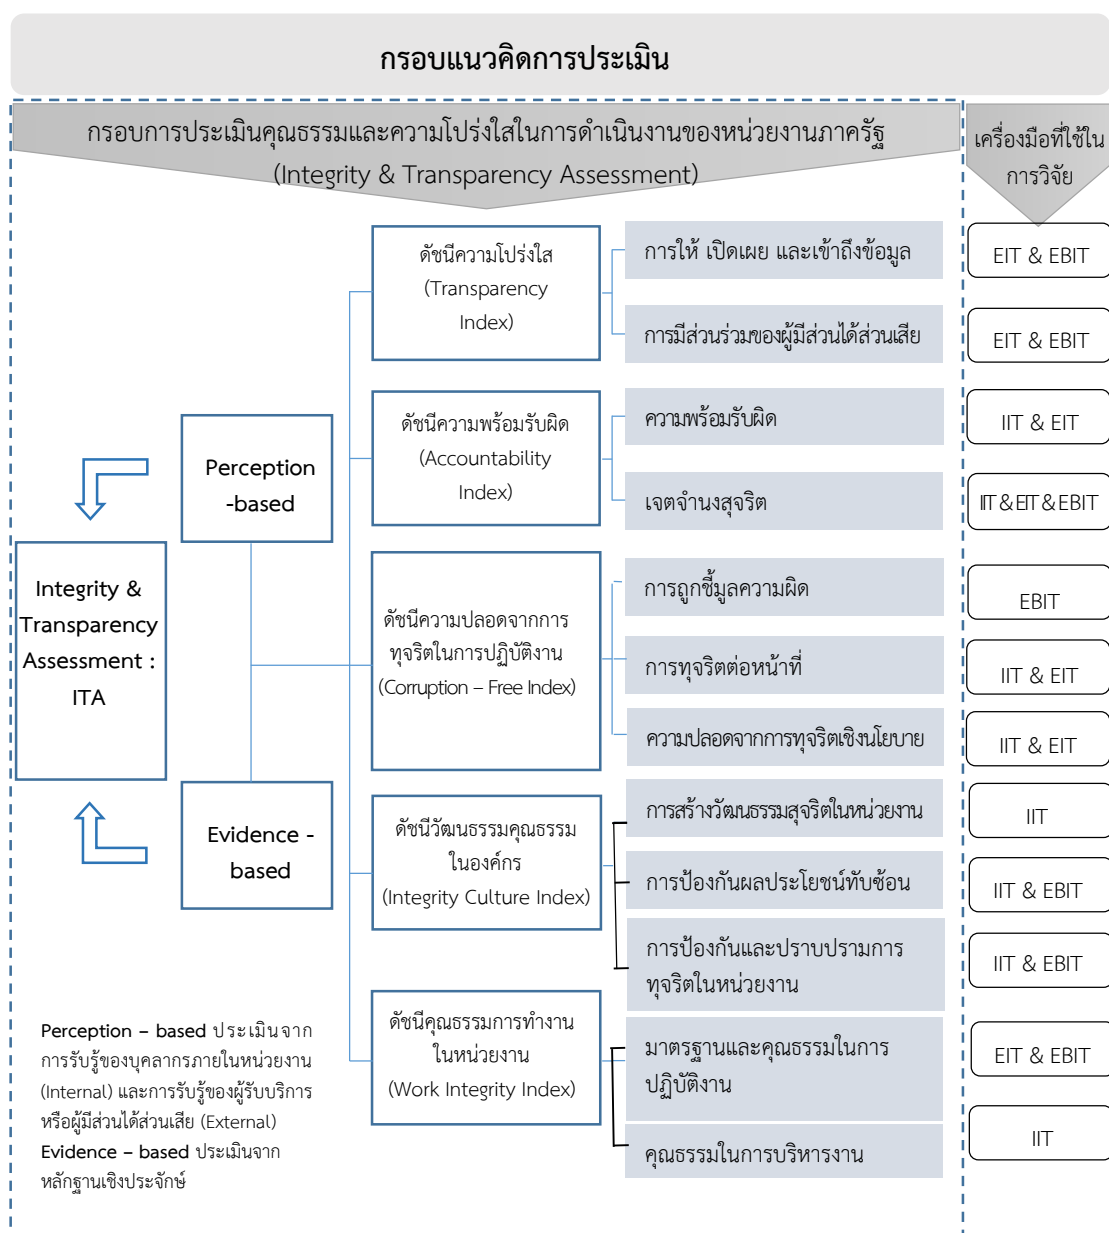 กรอบแนวคิดการประเมิน
กรอบการประเมินคุณธรรมและความโปร่งใสในการดำเนินงานของหน่วยงานภาครัฐ
(Integrity & Transparency Assessment)
เครื่องมือที่ใช้ใน
การวิจัย
ดัชนีความโปร่งใส
(Transparency
Index)
การให้ เปิดเผย และเข้าถึงข้อมูล
EIT & EBIT
การมีส่วนร่วมของผู้มีส่วนได้ส่วนเสีย
EIT & EBIT
ดัชนีความพร้อมรับผิด
(Accountability
Index)
ความพร้อมรับผิด
IIT & EIT
เจตจำนงสุจริต
IIT & EIT & EBIT
Perception
-based
Integrity &
Transparency
Assessment :
ITA
ดัชนีความปลอดจากการ
ทุจริตในการปฏิบัติงาน
(Corruption – Free Index)
การถูกชี้มูลความผิด
EBIT
การทุจริตต่อหน้าที่
IIT & EIT
ความปลอดจากการทุจริตเชิงนโยบาย
IIT & EIT
Evidence -
based
ดัชนีวัฒนธรรมคุณธรรม
ในองค์กร
(Integrity Culture Index)
การสร้างวัฒนธรรมสุจริตในหน่วยงาน
IIT
การป้องกันผลประโยชน์ทับซ้อน
IIT & EBIT
การป้องกันและปราบปรามการ
ทุจริตในหน่วยงาน
IIT & EBIT
ดัชนีคุณธรรมการทำงาน
ในหน่วยงาน
(Work Integrity Index)
มาตรฐานและคุณธรรมในการ
ปฏิบัติงาน
EIT & EBIT
คุณธรรมในการบริหารงาน
IIT
Perception – based ประเมินจาก
การรับรู้ของบุคลากรภายในหน่วยงาน
(Internal) และการรับรู้ของผู้รับบริการ
หรือผู้มีส่วนได้ส่วนเสีย (External)
Evidence – based ประเมินจาก
หลักฐานเชิงประจักษ์